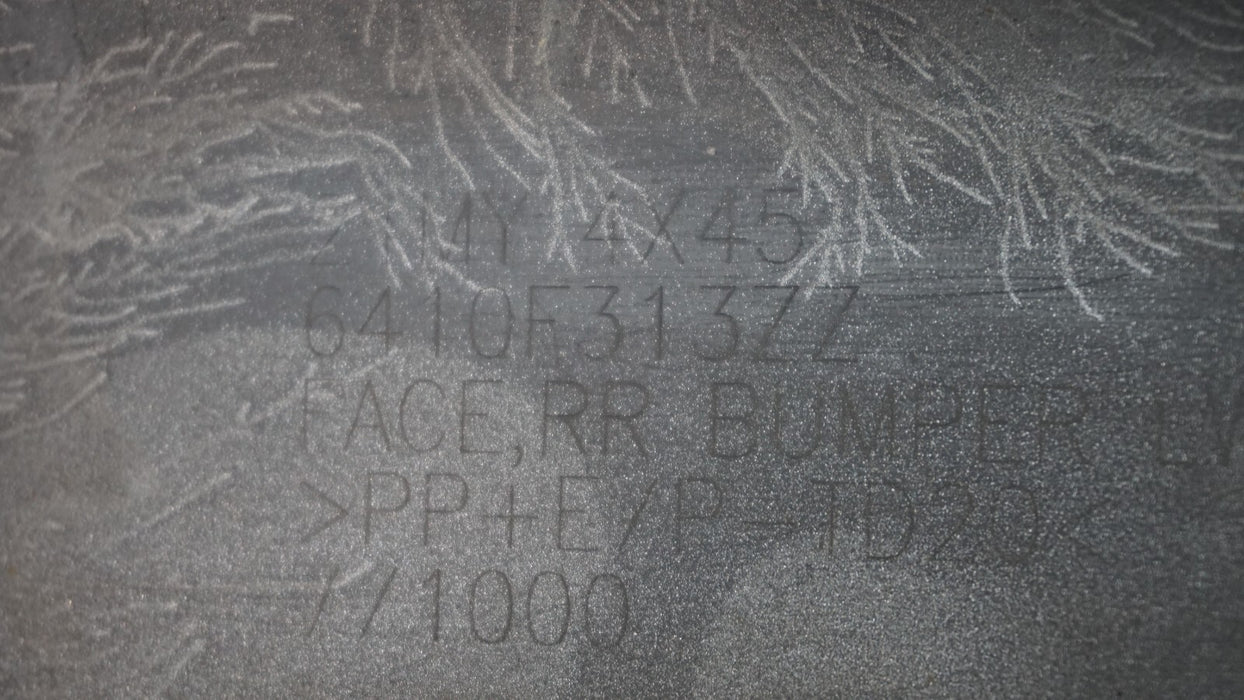 4X45
6410F313ZZ
FACE,RR BUMPER
>PP+E/P-TD20<
//1000